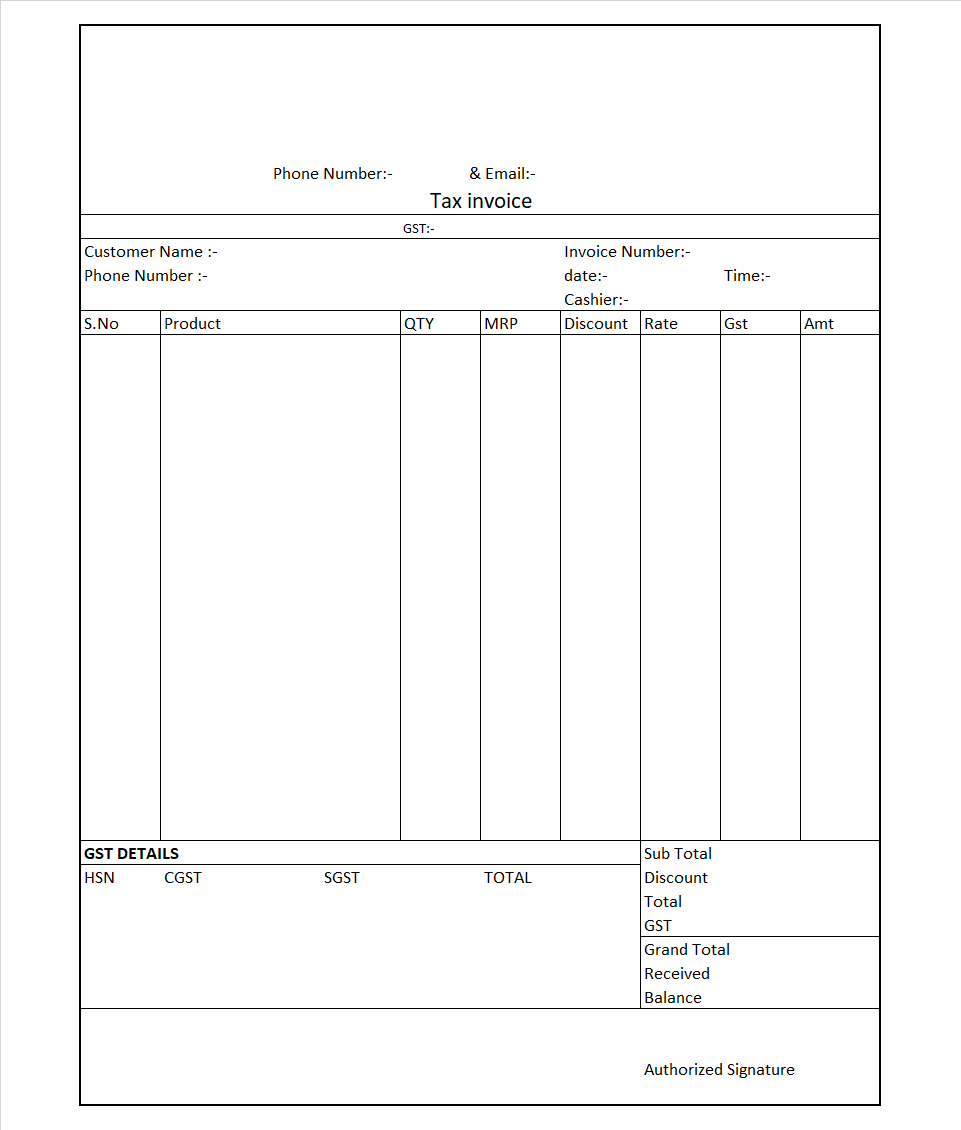 Phone Number:- & Email:-
Tax invoice
GST:-
Customer Name :- Invoice Number:-
Phone Number :- date:- Time:-
Cashier:-
S.No Product QTY MRP Discount Rate Gst Amt
GST DETAILS Sub Total
HSN CGST SGST TOTAL Discount
Total
GST
Grand Total
Received
Balance
Authorized Signature